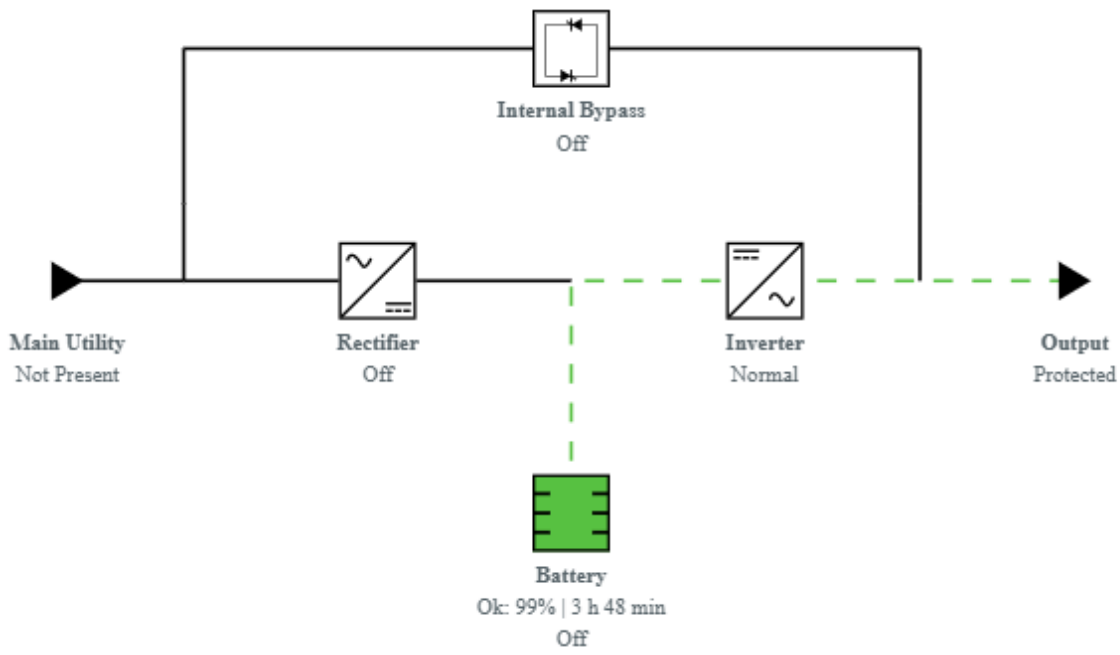 Internal Bypass
Off
Main Utility
Not Present
Rectifier
Off
Inverter
Normal
Output
Protected
Battery
Ok: 99% | 3 h 48 min
Off